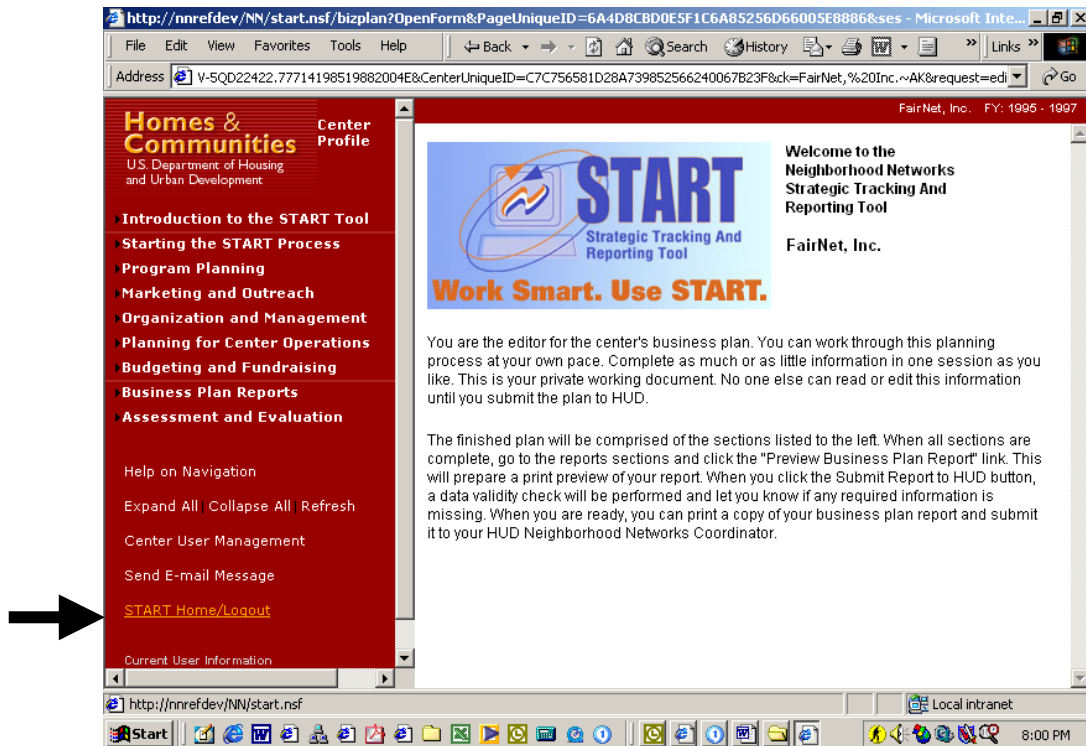 http://nnrefdev/NN/start.nsf/bizplan?OpenForm&PageUniqueID=6A4D8CBD0E5F1C6A85256D66005E8886&ses - Microsoft Inte...
File Edit View Favorites Tools Help
Back Search History Links »
Address V-5QD22422.77714198519882004E&CenterUniqueID=C7C756581D28A739852566240067B23F&ck=FairNet,%20Inc.~AK&request=edi Go
FairNet, Inc. FY: 1995 - 1997
Homes &
Communities
U.S. Department of Housing
and Urban Development
Center
Profile
Introduction to the START Tool
Starting the START Process
Program Planning
Marketing and Outreach
Organization and Management
Planning for Center Operations
Budgeting and Fundraising
Business Plan Reports
Assessment and Evaluation
Help on Navigation
Expand All | Collapse All | Refresh
Center User Management
Send E-mail Message
START Home/Logout
Current User Information
START
Strategic Tracking And
Reporting Tool
Work Smart. Use START.
Welcome to the
Neighborhood Networks
Strategic Tracking And
Reporting Tool
FairNet, Inc.
You are the editor for the center's business plan. You can work through this planning
process at your own pace. Complete as much or as little information in one session as you
like. This is your private working document. No one else can read or edit this information
until you submit the plan to HUD.
The finished plan will be comprised of the sections listed to the left. When all sections are
complete, go to the reports sections and click the "Preview Business Plan Report" link. This
will prepare a print preview of your report. When you click the Submit Report to HUD button,
a data validity check will be performed and let you know if any required information is
missing. When you are ready, you can print a copy of your business plan report and submit
it to your HUD Neighborhood Networks Coordinator.
http://nnrefdev/NN/start.nsf
Local intranet
Start
8:00 PM